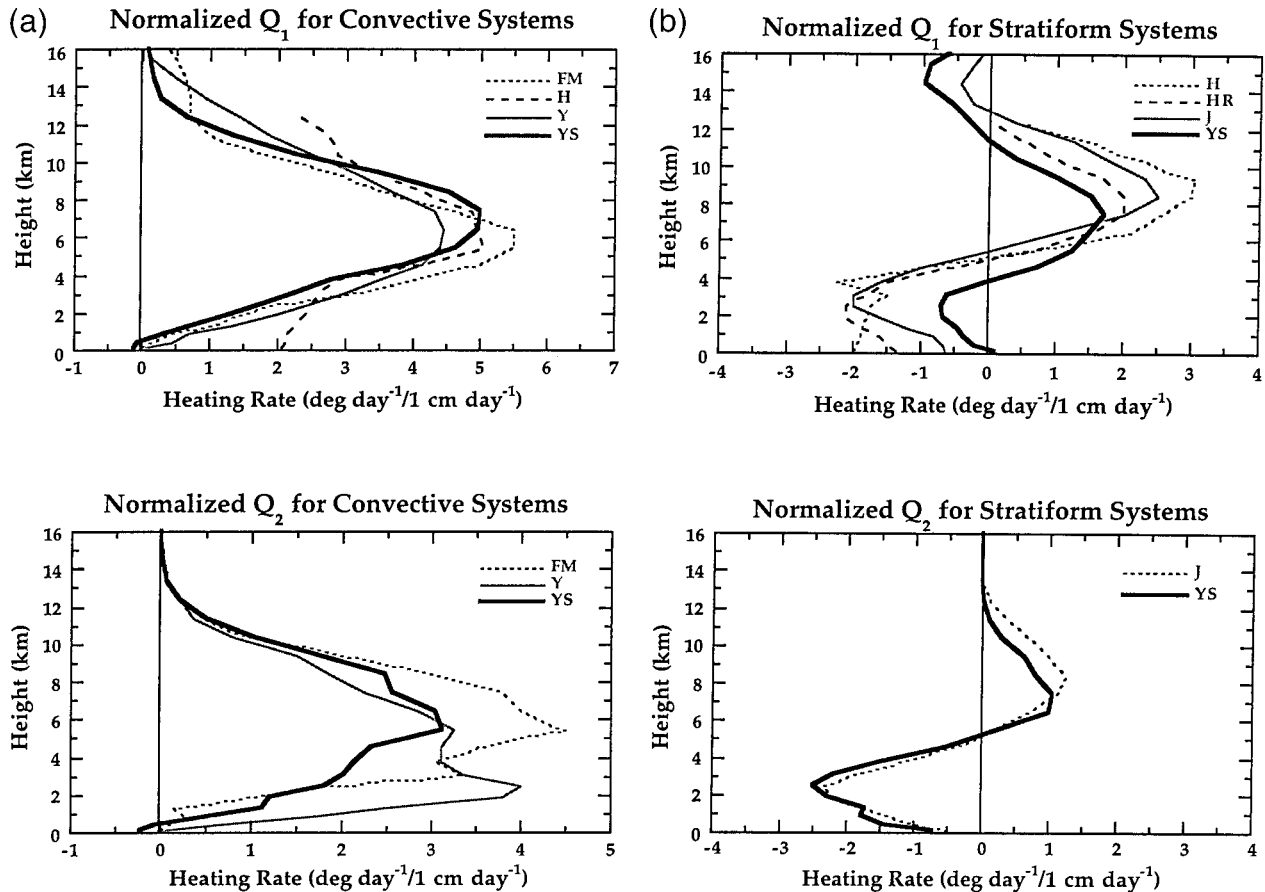 (a)
Normalized Q1 for Convective Systems
16
14
12
10
8
6
4
2
0
Height (km)
FM
H
Y
YS
-1 0 1 2 3 4 5 6 7
Heating Rate (deg day-1/1 cm day-1)
(b)
Normalized Q1 for Stratiform Systems
16
14
12
10
8
6
4
2
0
Height (km)
H
HR
J
YS
-4 -3 -2 -1 0 1 2 3 4
Heating Rate (deg day-1/1 cm day-1)
Normalized Q2 for Convective Systems
16
14
12
10
8
6
4
2
0
Height (km)
FM
Y
YS
-1 0 1 2 3 4 5
Heating Rate (deg day-1/1 cm day-1)
Normalized Q2 for Stratiform Systems
16
14
12
10
8
6
4
2
0
Height (km)
J
YS
-4 -3 -2 -1 0 1 2 3 4
Heating Rate (deg day-1/1 cm day-1)